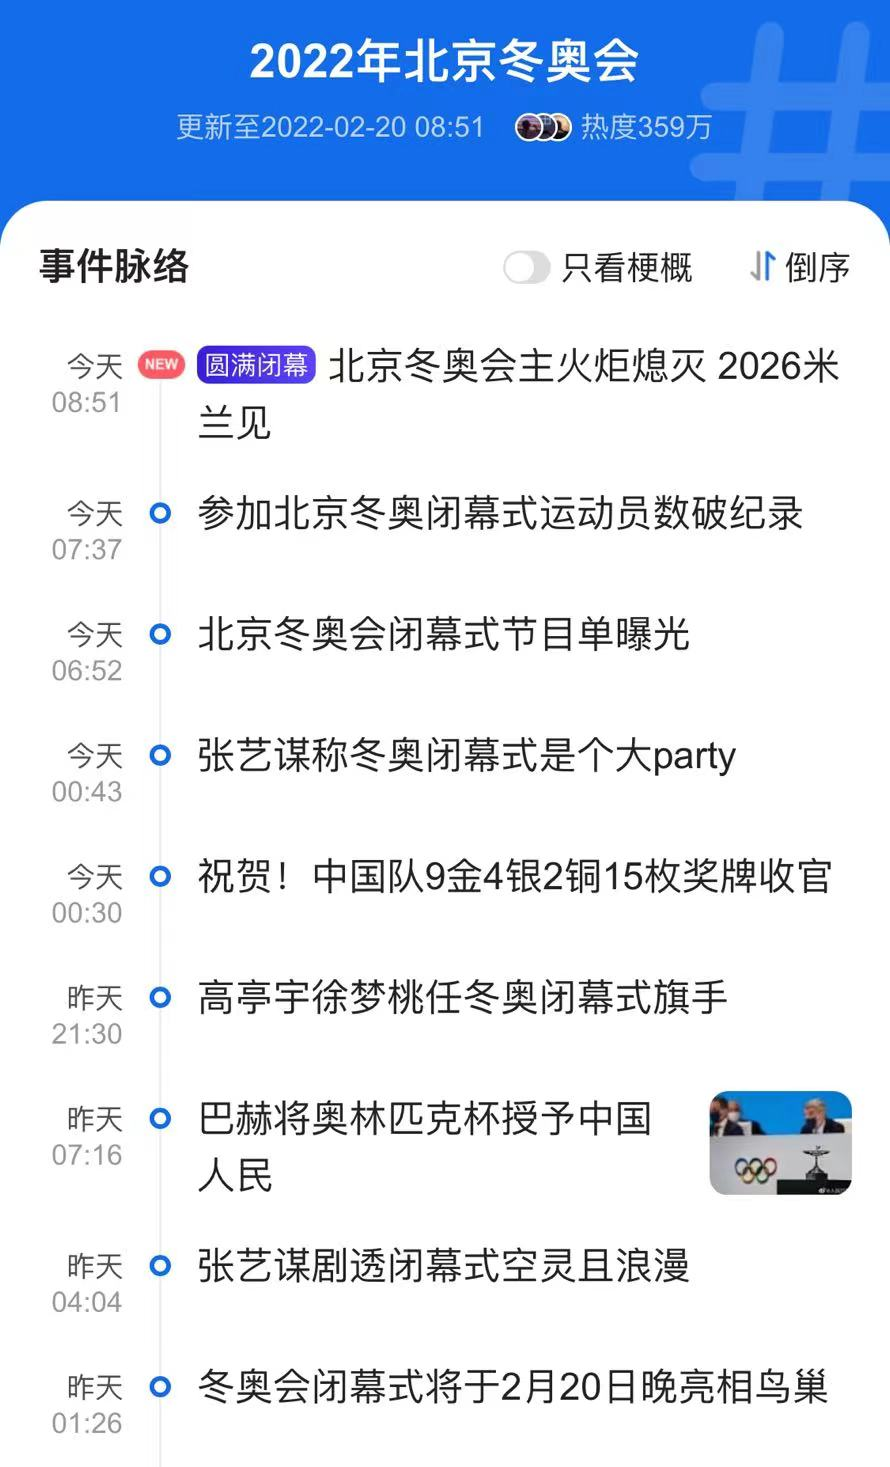 2022年北京冬奥会
更新至2022-02-20 08:51 热度359万
事件脉络 只看梗概 倒序
今天 NEW 圆满闭幕 北京冬奥会主火炬熄灭 2026米
08:51
兰见
今天 参加北京冬奥闭幕式运动员数破纪录
07:37
今天 北京冬奥会闭幕式节目单曝光
06:52
今天 张艺谋称冬奥闭幕式是个大party
00:43
今天 祝贺！中国队9金4银2铜15枚奖牌收官
00:30
昨天 高亭宇徐梦桃任冬奥闭幕式旗手
21:30
昨天 巴赫将奥林匹克杯授予中国
07:16
人民
昨天 张艺谋剧透闭幕式空灵且浪漫
04:04
昨天 冬奥会闭幕式将于2月20日晚亮相鸟巢
01:26